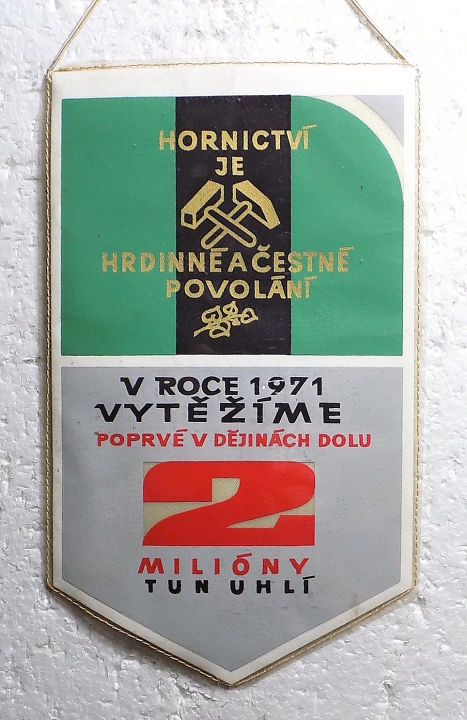 HORNICTVÍ
JE
HRDINNÉ A ČESTNÉ
POVOLÁNÍ
V ROCE 1971
VYTĚŽÍME
POPRVÉ V DĚJINÁCH DOLU
2
MILIÓNY
TUN UHLÍ